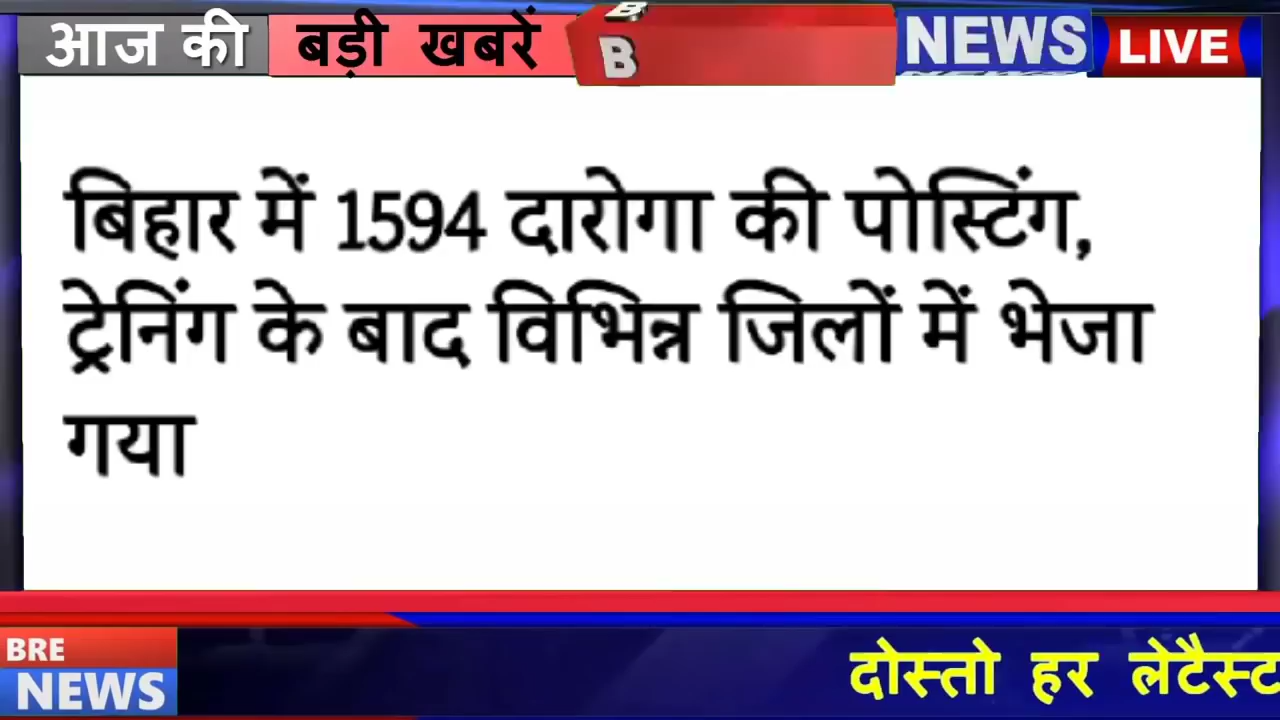 आज की बड़ी खबरें B NEWS LIVE
B
बिहार में 1594 दारोगा की पोस्टिंग,
ट्रेनिंग के बाद विभिन्न जिलों में भेजा
गया
BRE
NEWS
दोस्तो हर लेटैस्ट